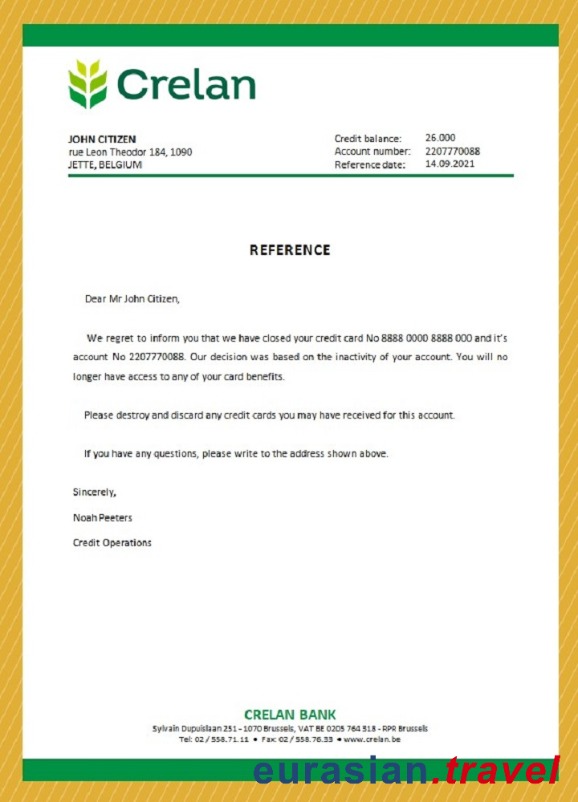 Crelan
JOHN CITIZEN
rue Leon Theodor 184, 1090
JETTE, BELGIUM
Credit balance: 26.000
Account number: 2207770088
Reference date: 14.09.2021
REFERENCE
Dear Mr John Citizen,
We regret to inform you that we have closed your credit card No 8888 0000 8888 000 and it's
account No 2207770088. Our decision was based on the inactivity of your account. You will no
longer have access to any of your card benefits.
Please destroy and discard any credit cards you may have received for this account.
If you have any questions, please write to the address shown above.
Sincerely,
Noah Peeters
Credit Operations
CRELAN BANK
Sylvain Dupuislaan 251 - 1070 Brussels, VAT BE 0205 764 318 - RPR Brussels
Tel: 02 / 558.71.11 • Fax: 02 / 558.76.33 • www.crelan.be
eurasian.travel